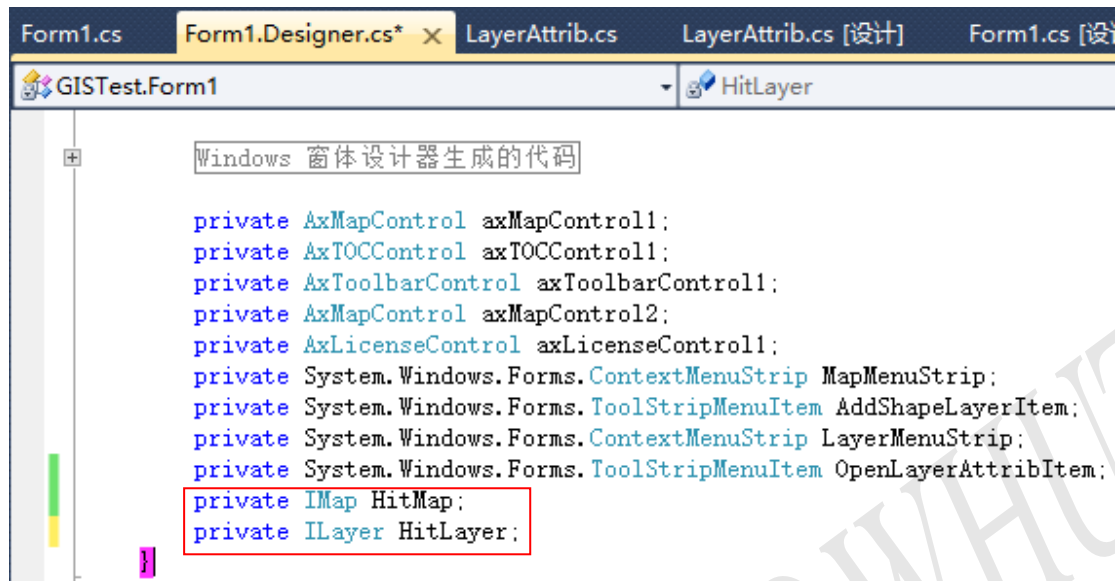 Form1.cs Form1.Designer.cs* LayerAttrib.cs LayerAttrib.cs [设计] Form1.cs [设
GISTest.Form1 HitLayer
Windows 窗体设计器生成的代码
private AxMapControl axMapControl1;
private AxTOCControl axTOCControl1;
private AxToolbarControl axToolbarControl1;
private AxMapControl axMapControl2;
private AxLicenseControl axLicenseControl1;
private System.Windows.Forms.ContextMenuStrip MapMenuStrip;
private System.Windows.Forms.ToolStripMenuItem AddShapeLayerItem;
private System.Windows.Forms.ContextMenuStrip LayerMenuStrip;
private System.Windows.Forms.ToolStripMenuItem OpenLayerAttribItem;
private IMap HitMap;
private ILayer HitLayer;
}